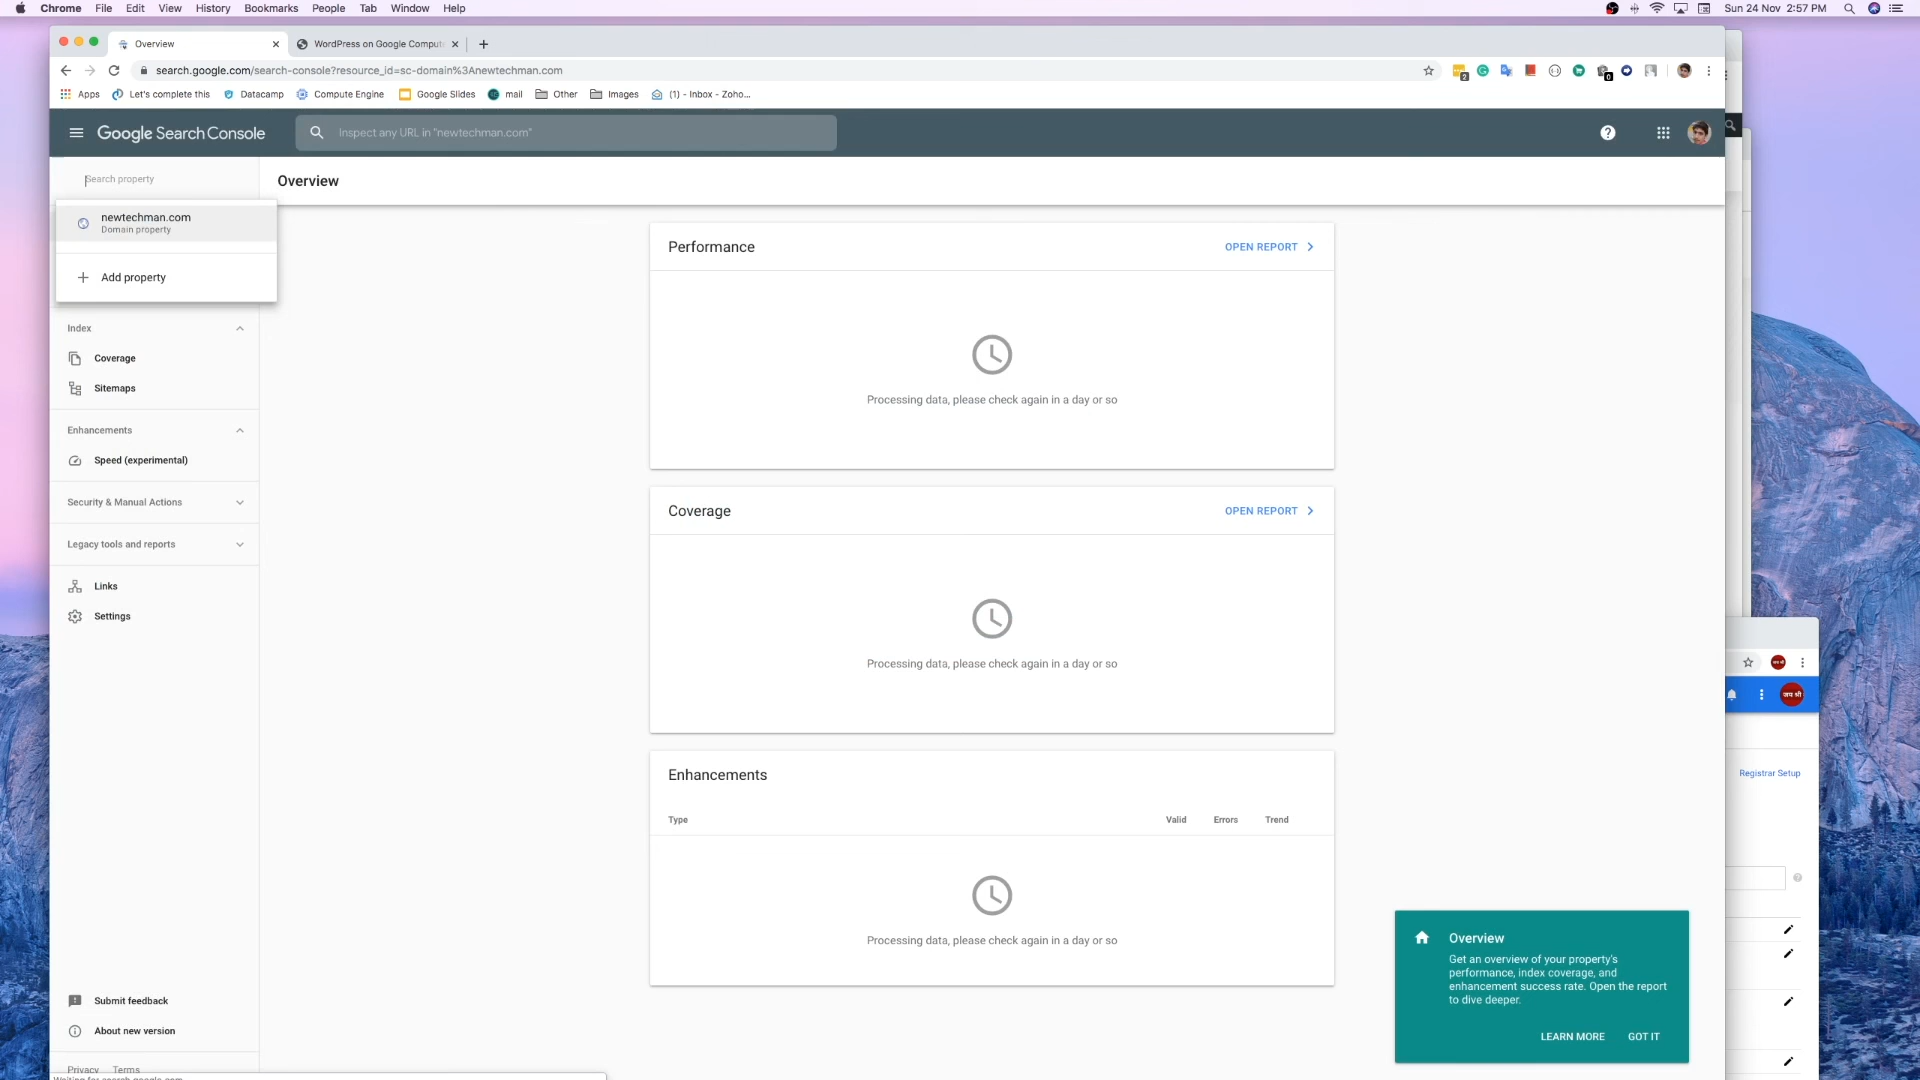 Chrome File Edit View History Bookmarks People Tab Window Help
Sun 24 Nov 2:57 PM
Overview
WordPress on Google Comput
search.google.com/search-console?resource_id=sc-domain%3Anewtechman.com
2
0
Apps
Let's complete this
Datacamp
Compute Engine
Google Slides
mail
Other
Images
(1) - Inbox - Zoho...
Google Search Console
Inspect any URL in "newtechman.com"
Search property
Overview
newtechman.com
Domain property
Add property
Index
Coverage
Sitemaps
Enhancements
Speed (experimental)
Security & Manual Actions
Legacy tools and reports
Links
Settings
Submit feedback
About new version
Privacy Terms
Performance
OPEN REPORT
Processing data, please check again in a day or so
Coverage
OPEN REPORT
Processing data, please check again in a day or so
Enhancements
Type Valid Errors Trend
Processing data, please check again in a day or so
Overview
Get an overview of your property's
performance, index coverage, and
enhancement success rate. Open the report
to dive deeper.
LEARN MORE
GOT IT
जय श्री
Registrar Setup